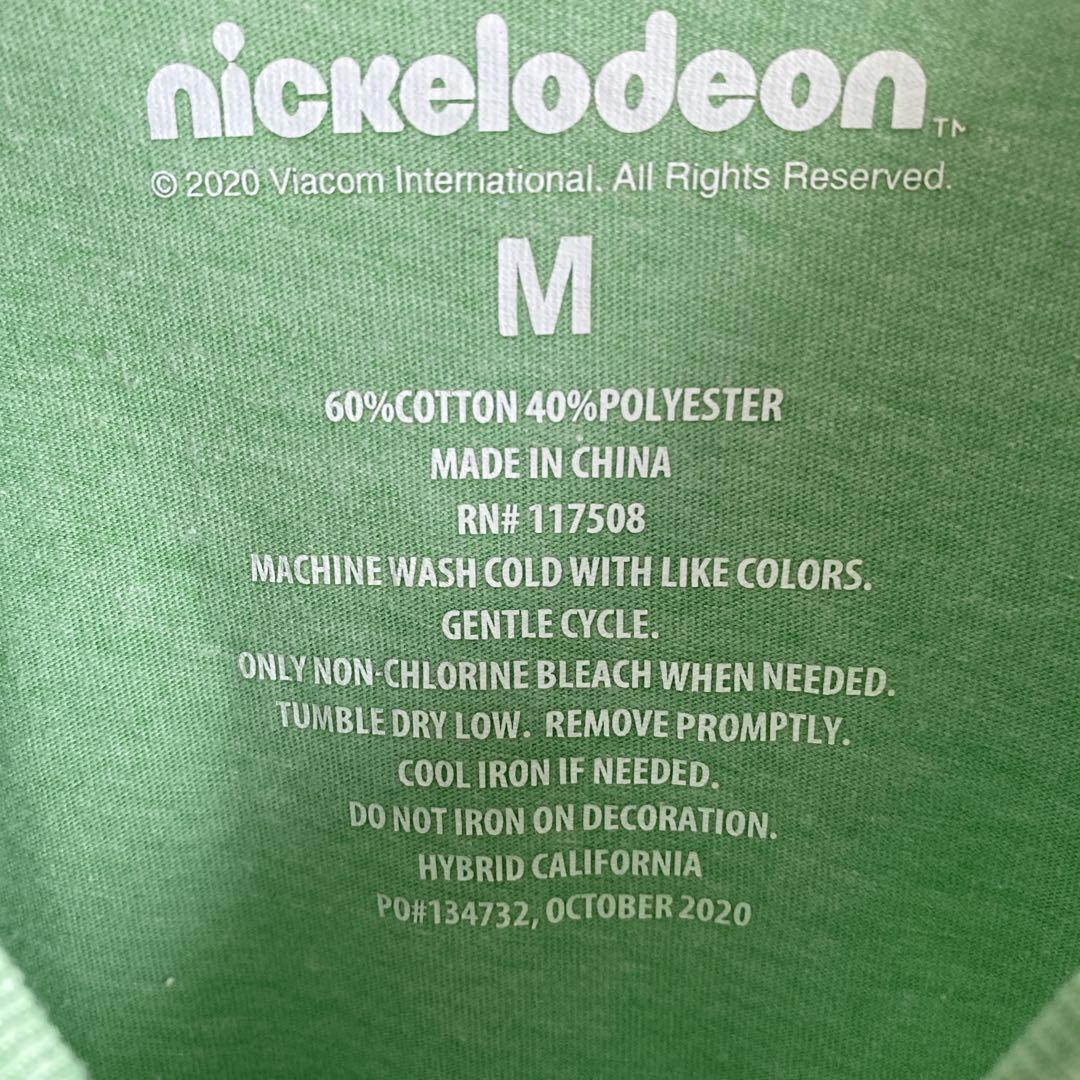 nickelodeon™
© 2020 Viacom International. All Rights Reserved.
M
60%COTTON 40%POLYESTER
MADE IN CHINA
RN# 117508
MACHINE WASH COLD WITH LIKE COLORS.
GENTLE CYCLE.
ONLY NON-CHLORINE BLEACH WHEN NEEDED.
TUMBLE DRY LOW. REMOVE PROMPTLY.
COOL IRON IF NEEDED.
DO NOT IRON ON DECORATION.
HYBRID CALIFORNIA
PO#134732, OCTOBER 2020